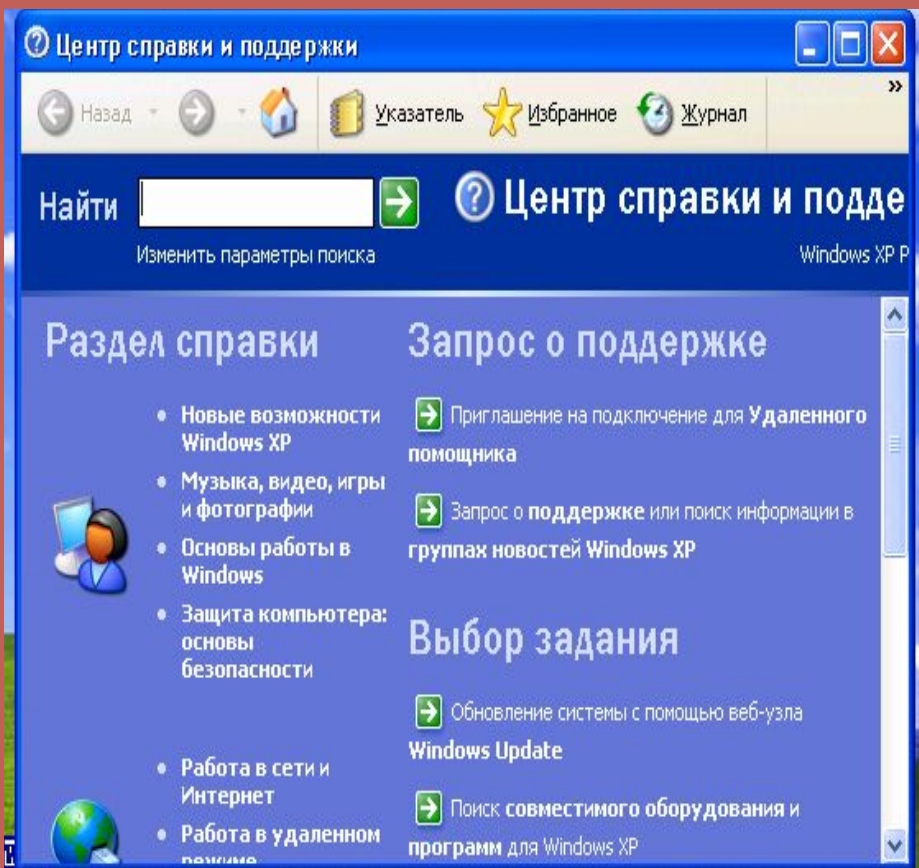 Центр справки и поддержки
Назад Указатель Избранное Журнал »
Найти
Центр справки и подде
Изменить параметры поиска
Windows XP P
Раздел справки
Новые возможности
Windows XP
Музыка, видео, игры
и фотографии
Основы работы в
Windows
Защита компьютера:
основы
безопасности
Работа в сети и
Интернет
Работа в удаленном
режиме
Запрос о поддержке
Приглашение на подключение для Удаленного
помощника
Запрос о поддержке или поиск информации в
группах новостей Windows XP
Выбор задания
Обновление системы с помощью веб-узла
Windows Update
Поиск совместимого оборудования и
программ для Windows XP